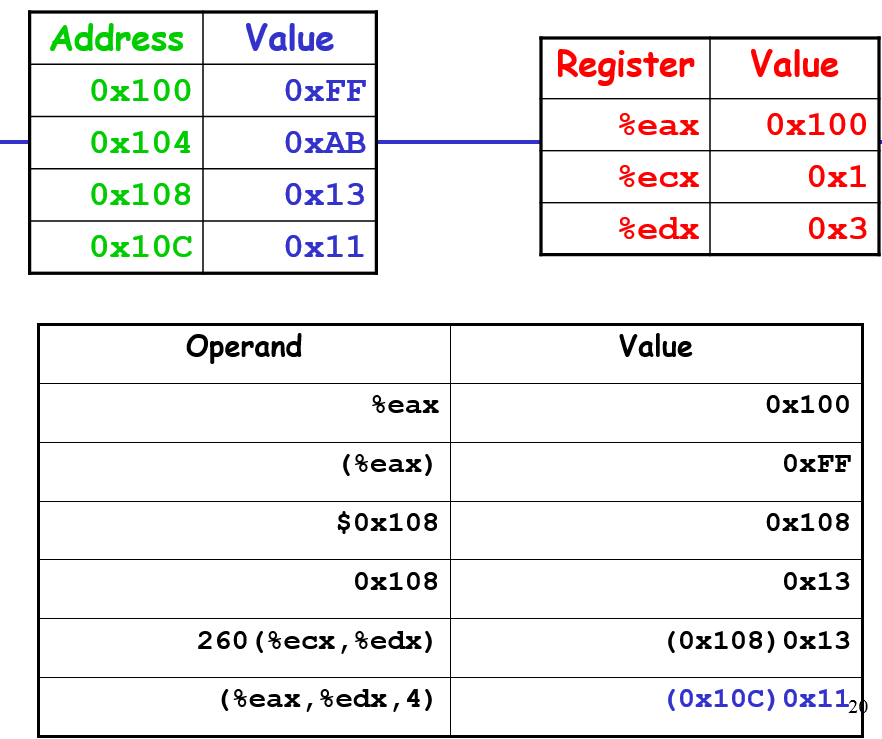 Address Value
0xFF
0x100 0xFF
0x104 0xAB
0x108 0x13
0x10C 0x11
Register Value
%eax 0x100
%ecx 0x1
%edx 0x3
Operand Value
%eax 0x100
(%eax) 0xFF
$0x108 0x108
0x108 0x13
260(%ecx,%edx) (0x108)0x13
(%eax,%edx,4) (0x10C)0x11
20